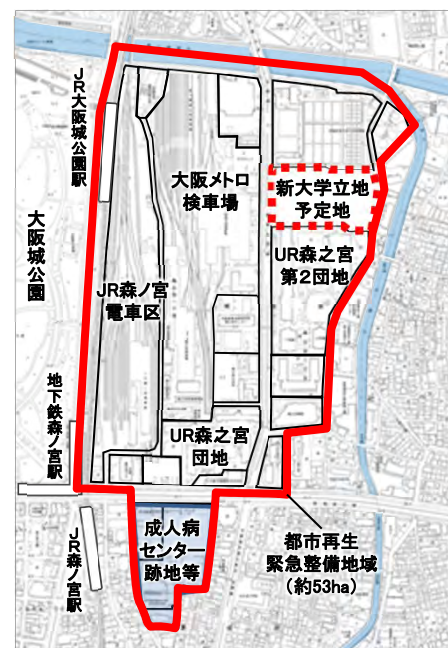 JR大阪城公園駅
大阪メトロ
検車場
新大学立地
予定地
大阪城公園
UR森之宮
第2団地
JR森ノ宮
電車区
地下鉄森ノ宮駅
UR森之宮
団地
JR森ノ宮駅
成人病
センター
跡地等
都市再生
緊急整備地域
(約53ha)